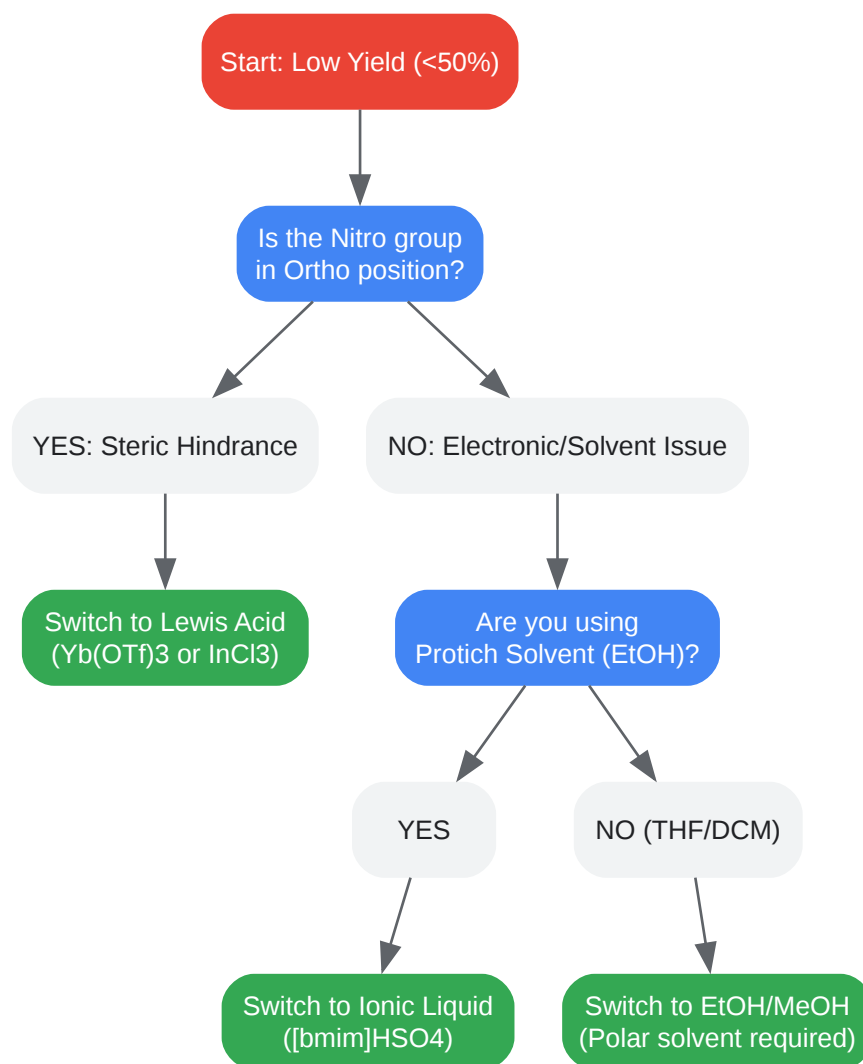 Start: Low Yield (<50%)
Is the Nitro group
in Ortho position?
YES: Steric Hindrance
NO: Electronic/Solvent Issue
Switch to Lewis Acid
(Yb(OTf)3 or InCl3)
Are you using
Protich Solvent (EtOH)?
YES
NO (THF/DCM)
Switch to Ionic Liquid
([bmim]HSO4)
Switch to EtOH/MeOH
(Polar solvent required)